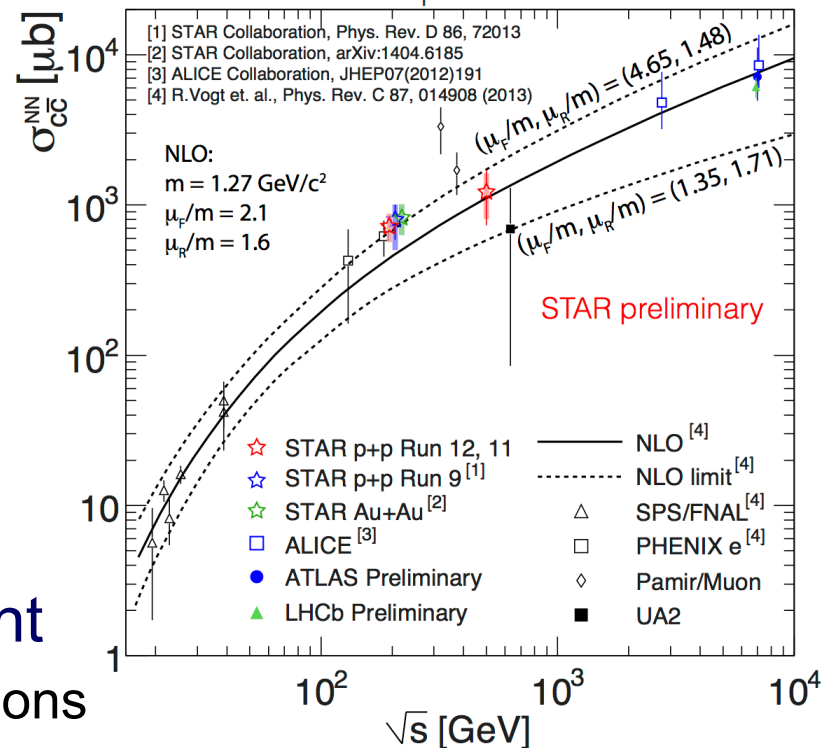 [1] STAR Collaboration, Phys. Rev. D 86, 72013
[2] STAR Collaboration, arXiv:1404.6185
[3] ALICE Collaboration, JHEP07(2012)191
[4] R.Vogt et. al., Phys. Rev. C 87, 014908 (2013)
σ_{cc̄}^{NN} [μb]
10^4
10^3
10^2
10
1
NLO:
m = 1.27 GeV/c^2
μ_F/m = 2.1
μ_R/m = 1.6
(μ_F/m, μ_R/m) = (4.65, 1.48)
(μ_F/m, μ_R/m) = (1.35, 1.71)
STAR preliminary
STAR p+p Run 12, 11
STAR p+p Run 9 [1]
STAR Au+Au [2]
ALICE [3]
ATLAS Preliminary
LHCb Preliminary
NLO [4]
NLO limit [4]
SPS/FNAL [4]
PHENIX e [4]
Pamir/Muon
UA2
10^2
10^3
10^4
√s [GeV]
nt
ons